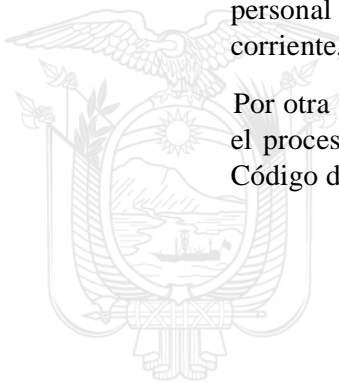 personal
corriente,
Por otra
el proces
Código d